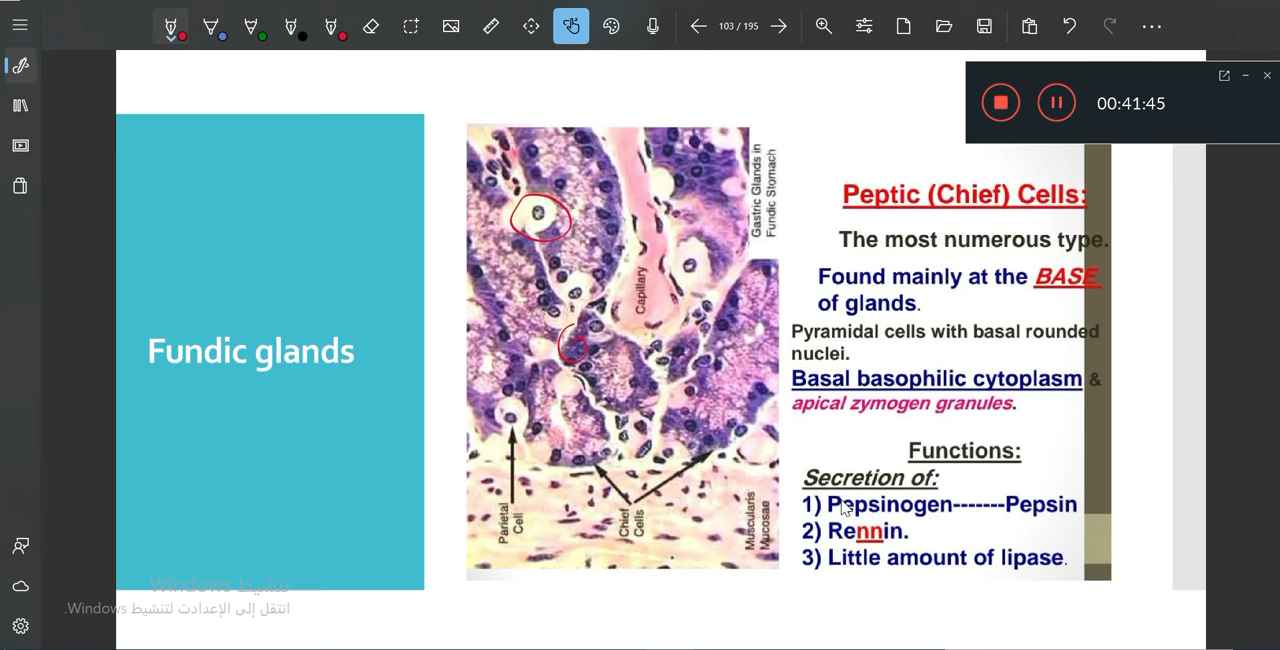 103 / 195
00:41:45
Fundic glands
Gastric Glands in
Fundic Stomach
Capillary
Parietal
Cell
Chief
Cells
Muscularis
Mucosae
Peptic (Chief) Cells:
The most numerous type.
Found mainly at the BASE
of glands.
Pyramidal cells with basal rounded
nuclei.
Basal basophilic cytoplasm &
apical zymogen granules.
Functions:
Secretion of:
1) Pepsinogen-------Pepsin
2) Rennin.
3) Little amount of lipase.
تنشيط Windows
انتقل إلى الإعدادت لتنشيط Windows.